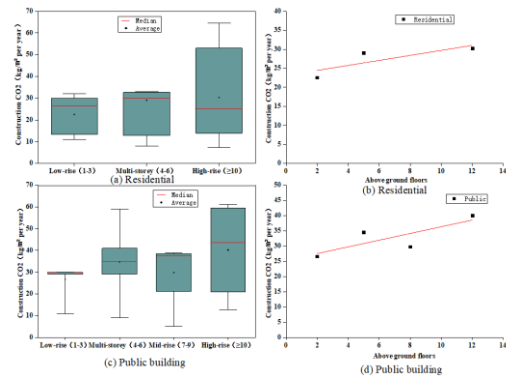 Median
Average
Construction CO2 (kg/m² per year)
70
60
50
40
30
20
10
0
Low-rise (1-3) Multi-storey (4-6) High-rise (≥10)
(a) Residential
Residential
Construction CO2 (kg/m² per year)
40
35
30
25
20
15
10
5
0
0 2 4 6 8 10 12 14
Above ground floors
(b) Residential
Median
Average
Construction CO2 (kg/m² per year)
70
60
50
40
30
20
10
0
Low-rise (1-3) Multi-storey (4-6) Mid-rise (7-9) High-rise (≥10)
(c) Public building
Public
Construction CO2 (kg/m² per year)
50
45
40
35
30
25
20
15
10
5
0
0 2 4 6 8 10 12 14
Above ground floors
(d) Public building